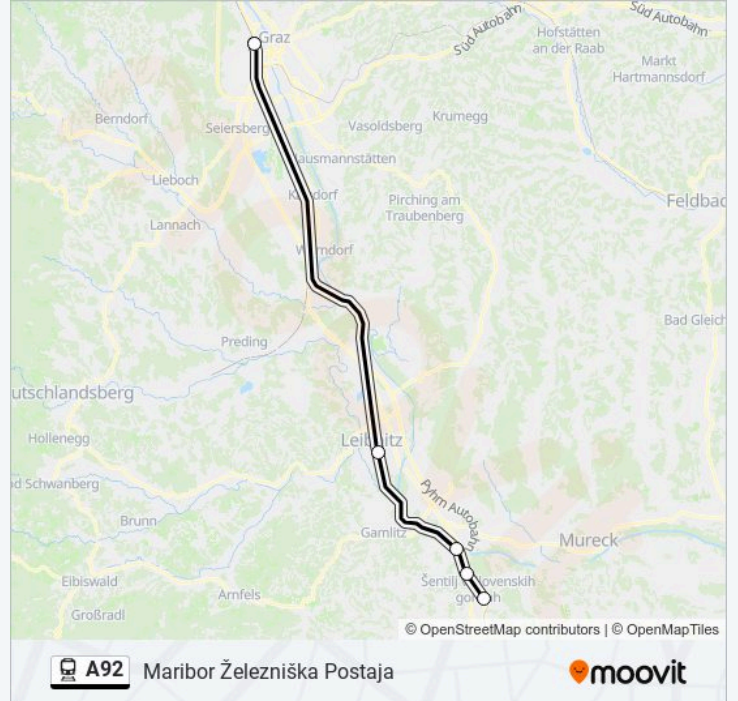 Süd Autobahn
Hofstätten
an der Raab
Süd Autobahn
Graz
Markt
Hartmannsdorf
Berndorf
Krumegg
Seiersberg
Vasoldsberg
Hausmannstätten
Lieboch
Pirching am
Traubenberg
Feldbac
Lannach
Preding
Bad Gleich
utschlandsberg
Hollenegg
Leibnitz
d Schwanberg
Pyhrn Autobahn
Brunn
Gamlitz
Mureck
Eibiswald
Šentilj
Arnfels
Großradl
© OpenStreetMap contributors | © OpenMapTiles
A92 Maribor Železniška Postaja
moovit